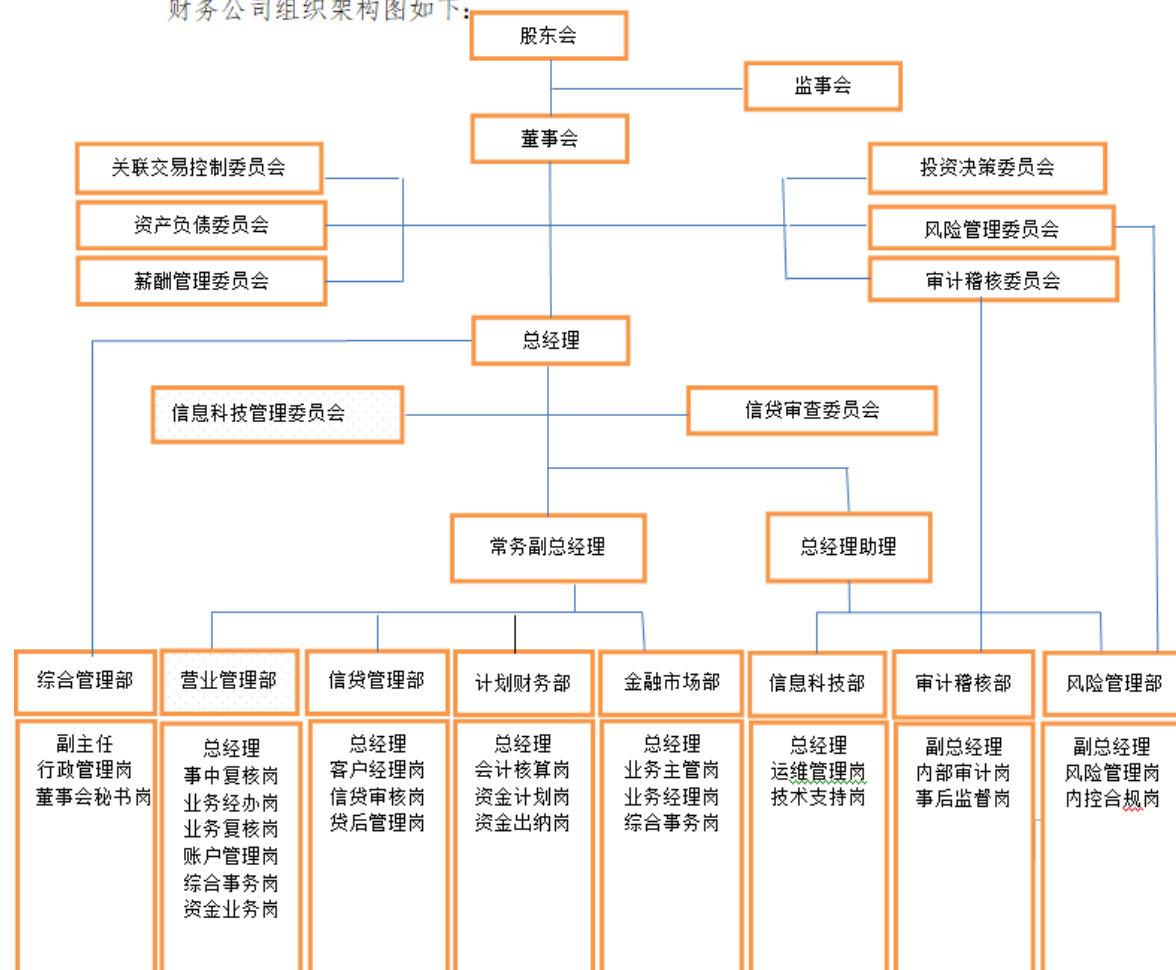 财务公司组织架构图如下：
股东会
监事会
董事会
关联交易控制委员会
投资决策委员会
资产负债委员会
风险管理委员会
薪酬管理委员会
审计稽核委员会
总经理
信息科技管理委员会
信贷审查委员会
常务副总经理
总经理助理
综合管理部
营业管理部
信贷管理部
计划财务部
金融市场部
信息科技部
审计稽核部
风险管理部
副主任
行政管理岗
董事会秘书岗
总经理
事中复核岗
业务经办岗
业务复核岗
账户管理岗
综合事务岗
资金业务岗
总经理
客户经理岗
信贷审核岗
贷后管理岗
总经理
会计核算岗
资金计划岗
资金出纳岗
总经理
业务主管岗
业务经理岗
综合事务岗
总经理
运维管理岗
技术支持岗
副总经理
内部审计岗
事后监督岗
副总经理
风险管理岗
内控合规岗